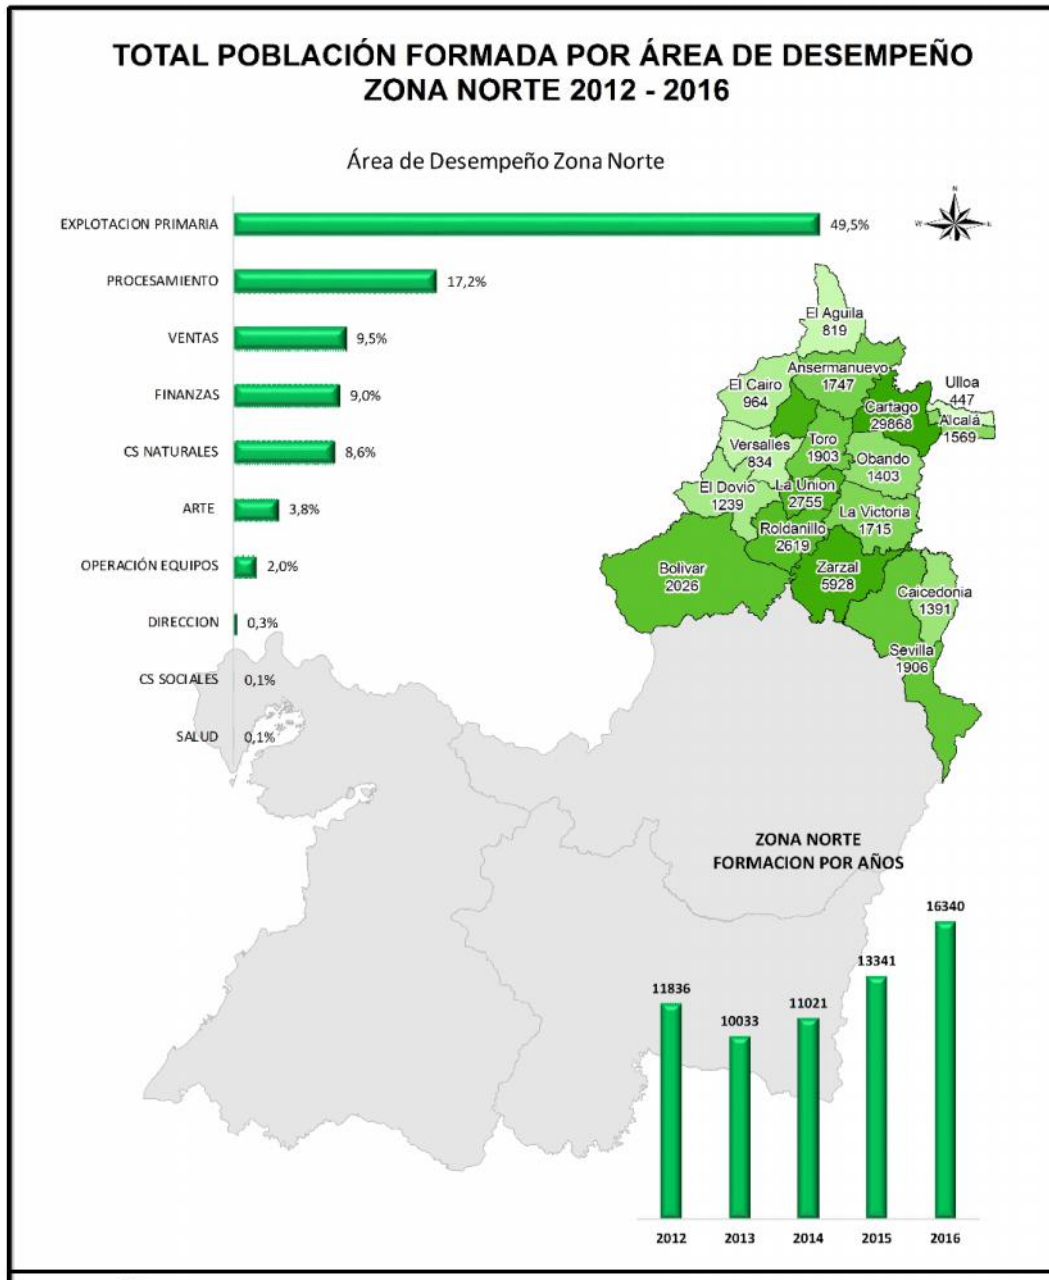 TOTAL POBLACIÓN FORMADA POR ÁREA DE DESEMPEÑO
ZONA NORTE 2012 - 2016
Área de Desempeño Zona Norte
EXPLOTACION PRIMARIA 49,5%
PROCESAMIENTO 17,2%
VENTAS 9,5%
FINANZAS 9,0%
CS NATURALES 8,6%
ARTE 3,8%
OPERACIÓN EQUIPOS 2,0%
DIRECCION 0,3%
CS SOCIALES 0,1%
SALUD 0,1%
N
W E
S
El Aguila
819
Ansermanuevo
1747
El Cairo
964
Ulloa
447
Cartago
29868
Alcalá
1569
Versalles
834
Toro
1903
Obando
1403
El Dovio
1239
La Union
2755
La Victoria
1715
Roldanillo
2619
Bolivar
2026
Zarzal
5928
Caicedonia
1391
Sevilla
1906
ZONA NORTE
FORMACION POR AÑOS
11836
10033
11021
13341
16340
2012 2013 2014 2015 2016